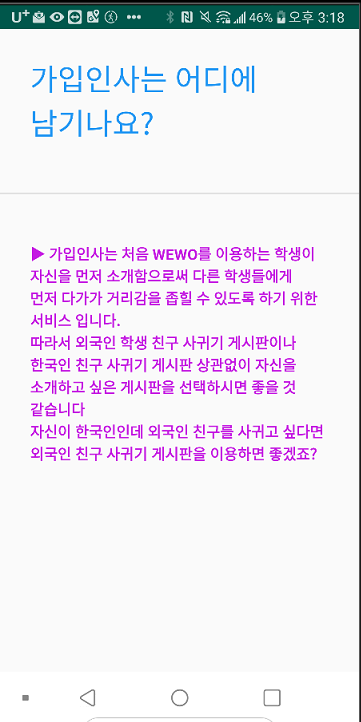 U⁺ 46% 오후 3:18
가입인사는 어디에
남기나요?
▶ 가입인사는 처음 WEWO를 이용하는 학생이
자신을 먼저 소개함으로써 다른 학생들에게
먼저 다가가 거리감을 좁힐 수 있도록 하기 위한
서비스 입니다.
따라서 외국인 학생 친구 사귀기 게시판이나
한국인 친구 사귀기 게시판 상관없이 자신을
소개하고 싶은 게시판을 선택하시면 좋을 것
같습니다
자신이 한국인인데 외국인 친구를 사귀고 싶다면
외국인 친구 사귀기 게시판을 이용하면 좋겠죠?